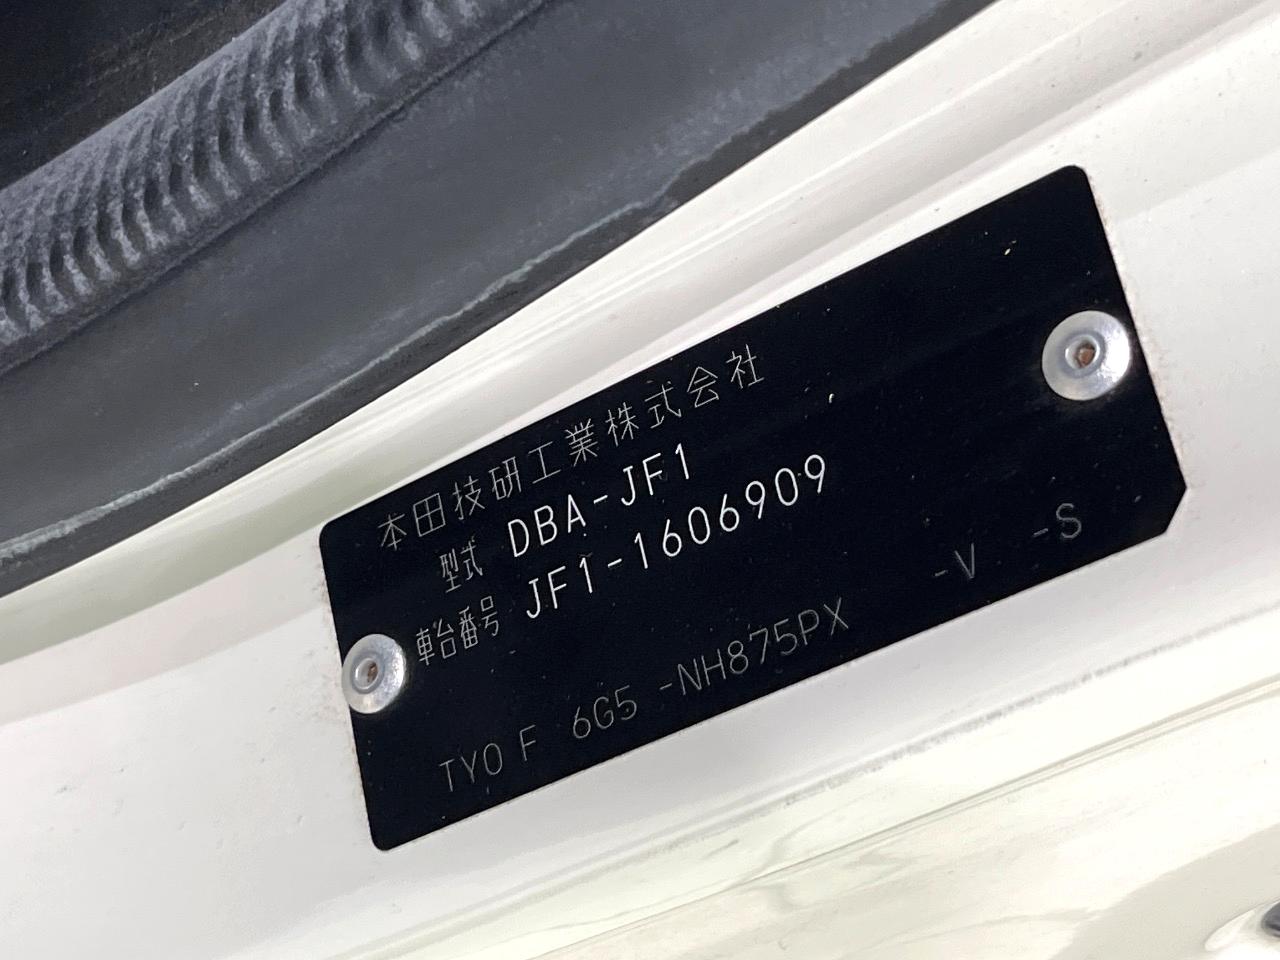 本田技研工業株式会社
型式 DBA-JF1
車台番号 JF1-1606909
TY0 F 6G5 -NH875PX -V -S